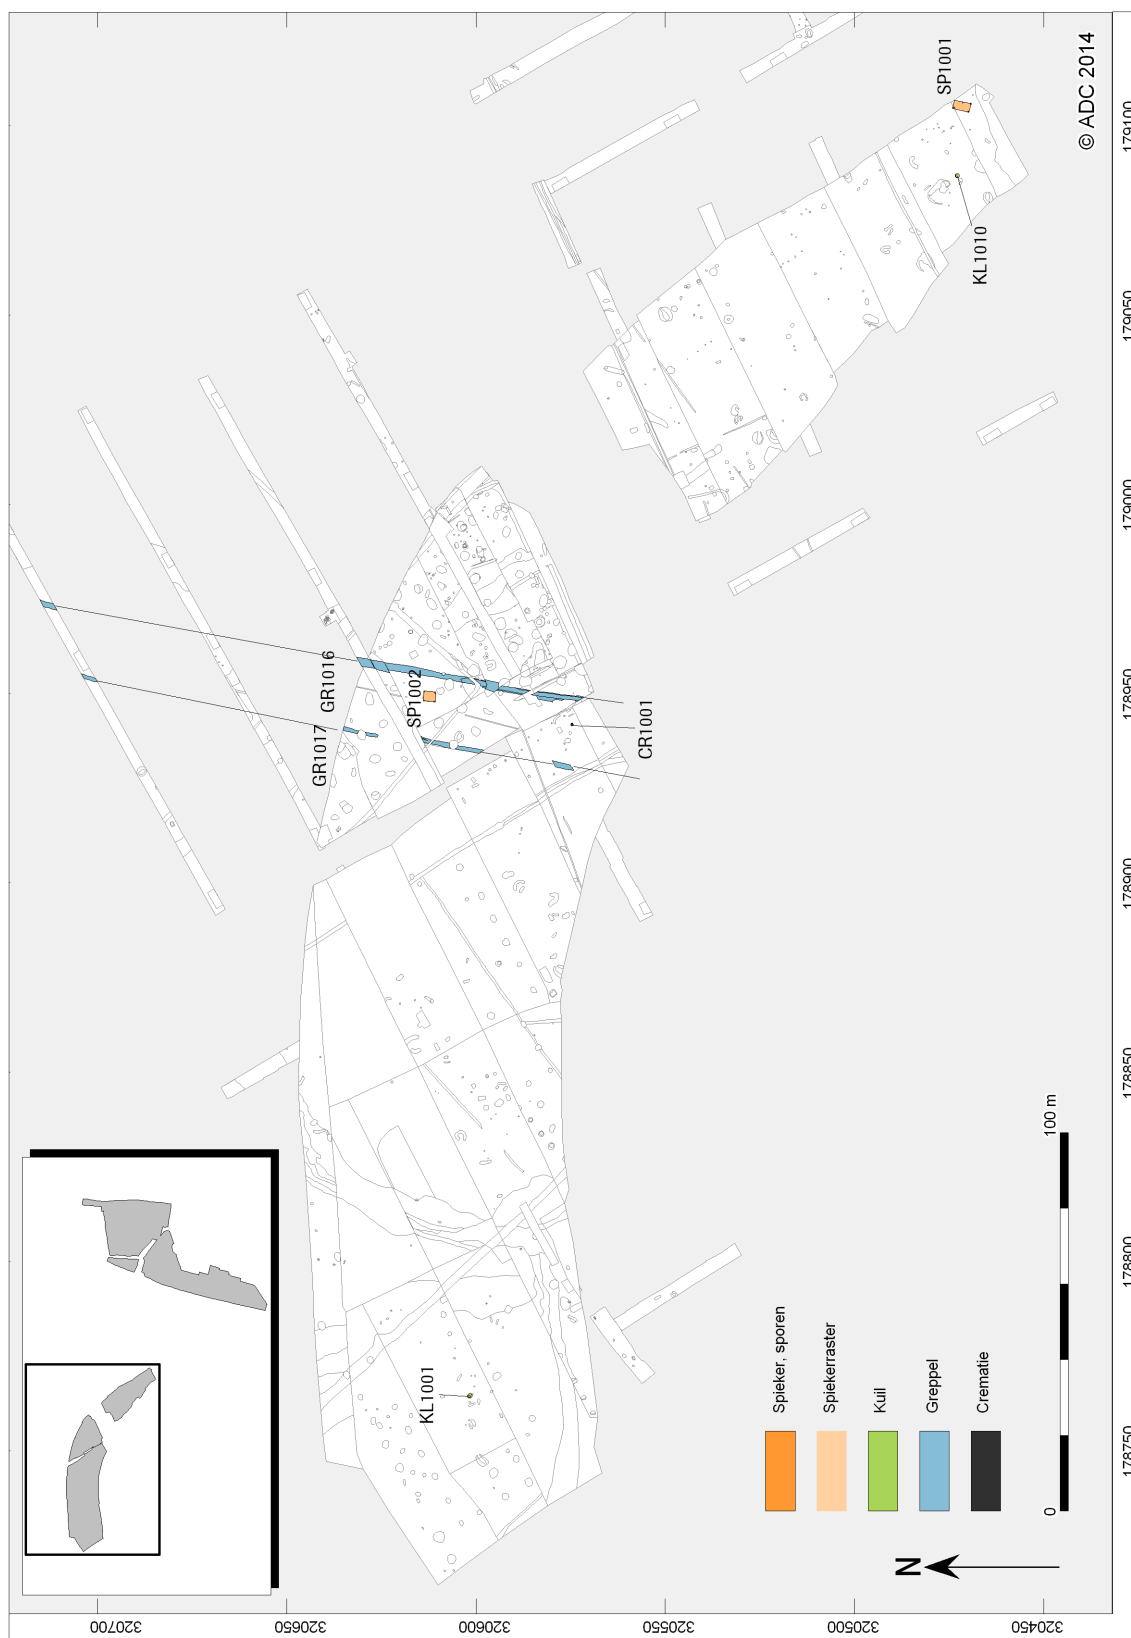 SP1001
© ADC 2014
KL1010
GR1016
GR1017
SP1002
CR1001
KL1001
Spieker, sporen
Spiekerraster
Kuil
Greppel
Crematie
0
100 m
N
320700
320650
320600
320550
320500
320450
178750
178800
178850
178900
178950
179000
179050
179100